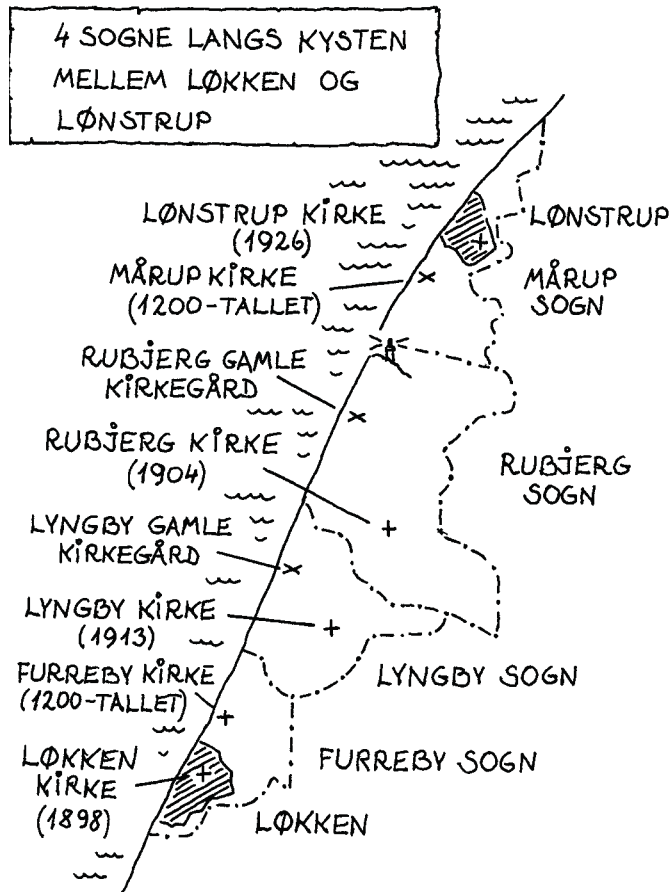 4 SOGNE LANGS KYSTEN
MELLEM LØKKEN OG
LØNSTRUP
LØNSTRUP KIRKE
(1926)
LØNSTRUP
MÅRUP KIRKE
(1200-TALLET)
MÅRUP
SOGN
RUBJERG GAMLE
KIRKEGÅRD
RUBJERG KIRKE
(1904)
RUBJERG
SOGN
LYNGBY GAMLE
KIRKEGÅRD
LYNGBY KIRKE
(1913)
LYNGBY SOGN
FURREBY KIRKE
(1200-TALLET)
FURREBY SOGN
LØKKEN
KIRKE
(1898)
LØKKEN